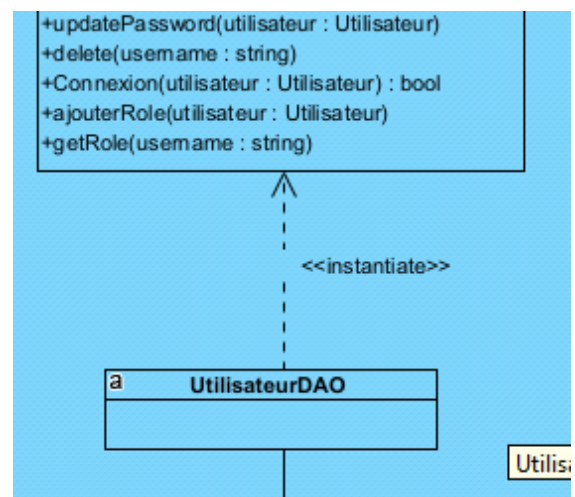 +updatePassword(utilisateur : Utilisateur)
+delete(username : string)
+Connexion(utilisateur : Utilisateur) : bool
+ajouterRole(utilisateur : Utilisateur)
+getRole(username : string)
<<instantiate>>
a UtilisateurDAO
Utilisa